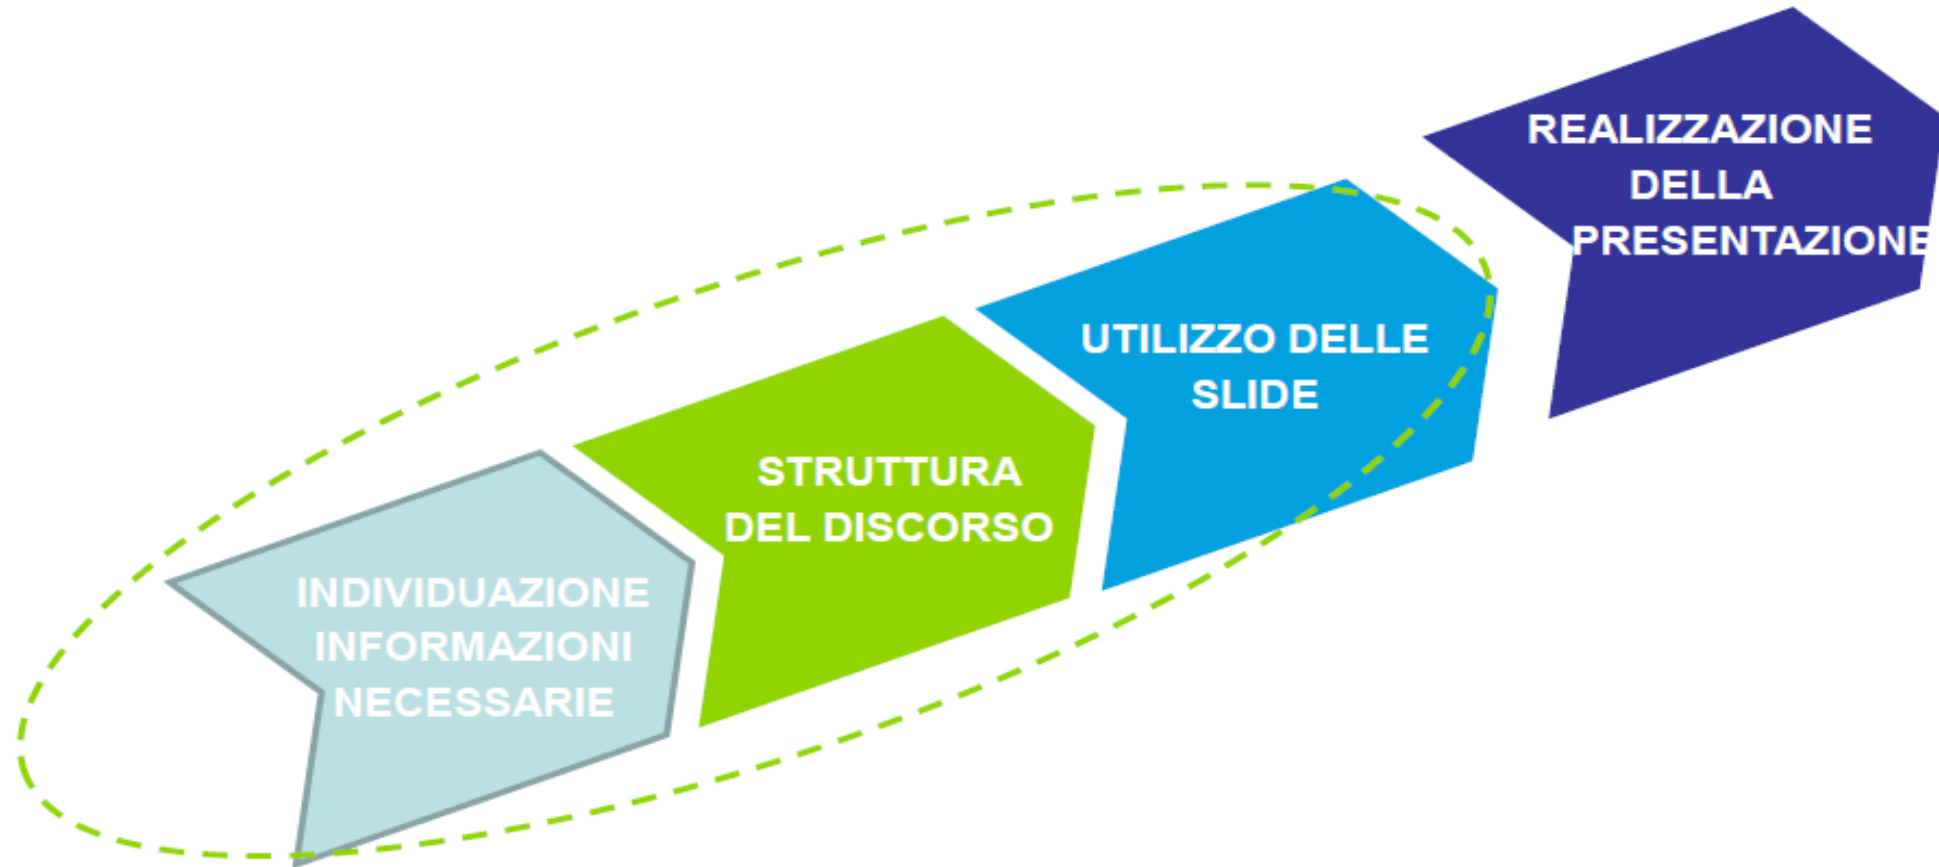 INDIVIDUAZIONE
INFORMAZIONI
NECESSARIE
STRUTTURA
DEL DISCORSO
UTILIZZO DELLE
SLIDE
REALIZZAZIONE
DELLA
PRESENTAZIONE